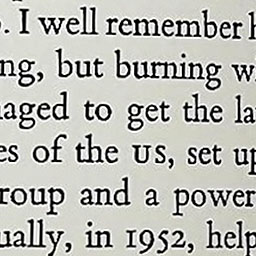 . I well remember h
ng, but burning w
aged to get the la
es of the US, set up
roup and a power
ually, in 1952, help